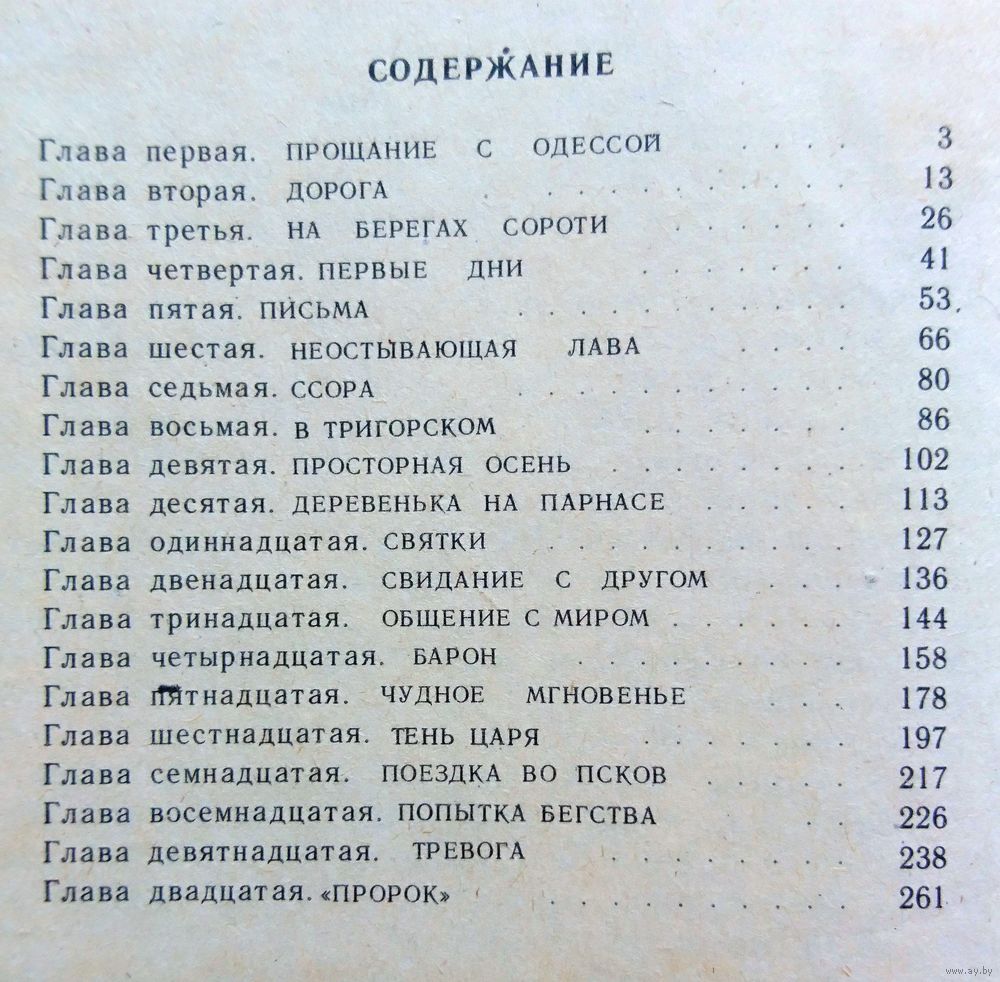 СОДЕРЖАНИЕ
Глава первая. ПРОЩАНИЕ С ОДЕССОЙ . . . . 3
Глава вторая. ДОРОГА . . . . . . . . . 13
Глава третья. НА БЕРЕГАХ СОРОТИ . . . . . . 26
Глава четвертая. ПЕРВЫЕ ДНИ . . . . . . . 41
Глава пятая. ПИСЬМА . . . . . . . . . . . 53.
Глава шестая. НЕОСТЫВАЮЩАЯ ЛАВА . . . . 66
Глава седьмая. ССОРА . . . . . . . . . . . 80
Глава восьмая. В ТРИГОРСКОМ . . . . . . . 86
Глава девятая. ПРОСТОРНАЯ ОСЕНЬ . . . . . . . 102
Глава десятая. ДЕРЕВЕНЬКА НА ПАРНАСЕ . . . . . 113
Глава одиннадцатая. СВЯТКИ . . . . . . . . . 127
Глава двенадцатая. СВИДАНИЕ С ДРУГОМ . . . 136
Глава тринадцатая. ОБЩЕНИЕ С МИРОМ . . . . . . 144
Глава четырнадцатая. БАРОН . . . . . . . . 158
Глава пятнадцатая. ЧУДНОЕ МГНОВЕНЬЕ . . . 178
Глава шестнадцатая. ТЕНЬ ЦАРЯ . . . . . . . 197
Глава семнадцатая. ПОЕЗДКА ВО ПСКОВ . . . . . 217
Глава восемнадцатая. ПОПЫТКА БЕГСТВА . . 226
Глава девятнадцатая. ТРЕВОГА . . . . . . . 238
Глава двадцатая. «ПРОРОК» . . . . . . . . . 261
www.ay.by